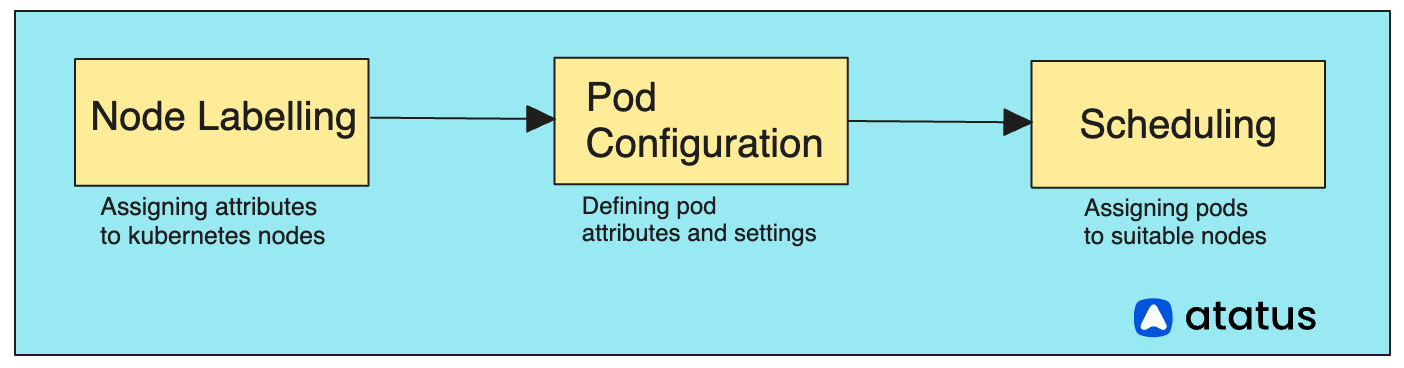 Node Labelling
Assigning attributes
to kubernetes nodes
Pod
Configuration
Defining pod
attributes and settings
Scheduling
Assigning pods
to suitable nodes
atatus